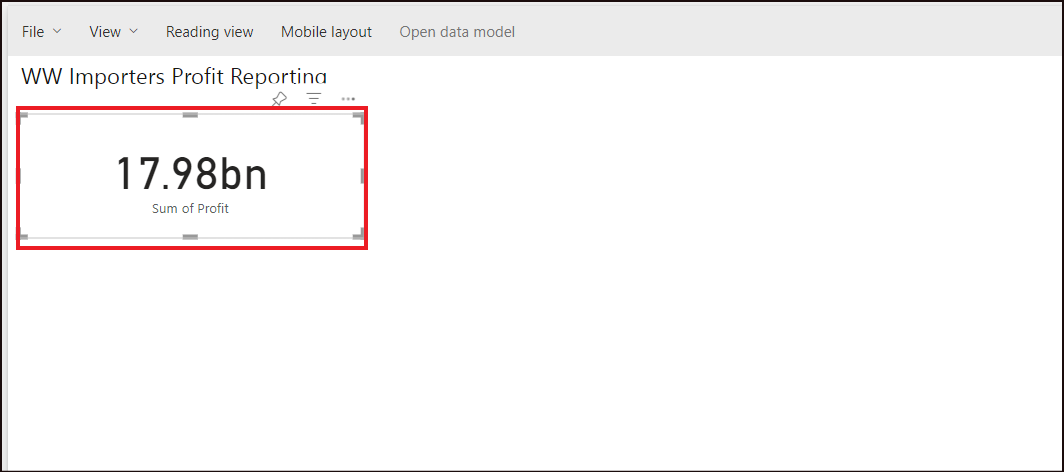 File View Reading view Mobile layout Open data model
WW Importers Profit Reporting
17.98bn
Sum of Profit